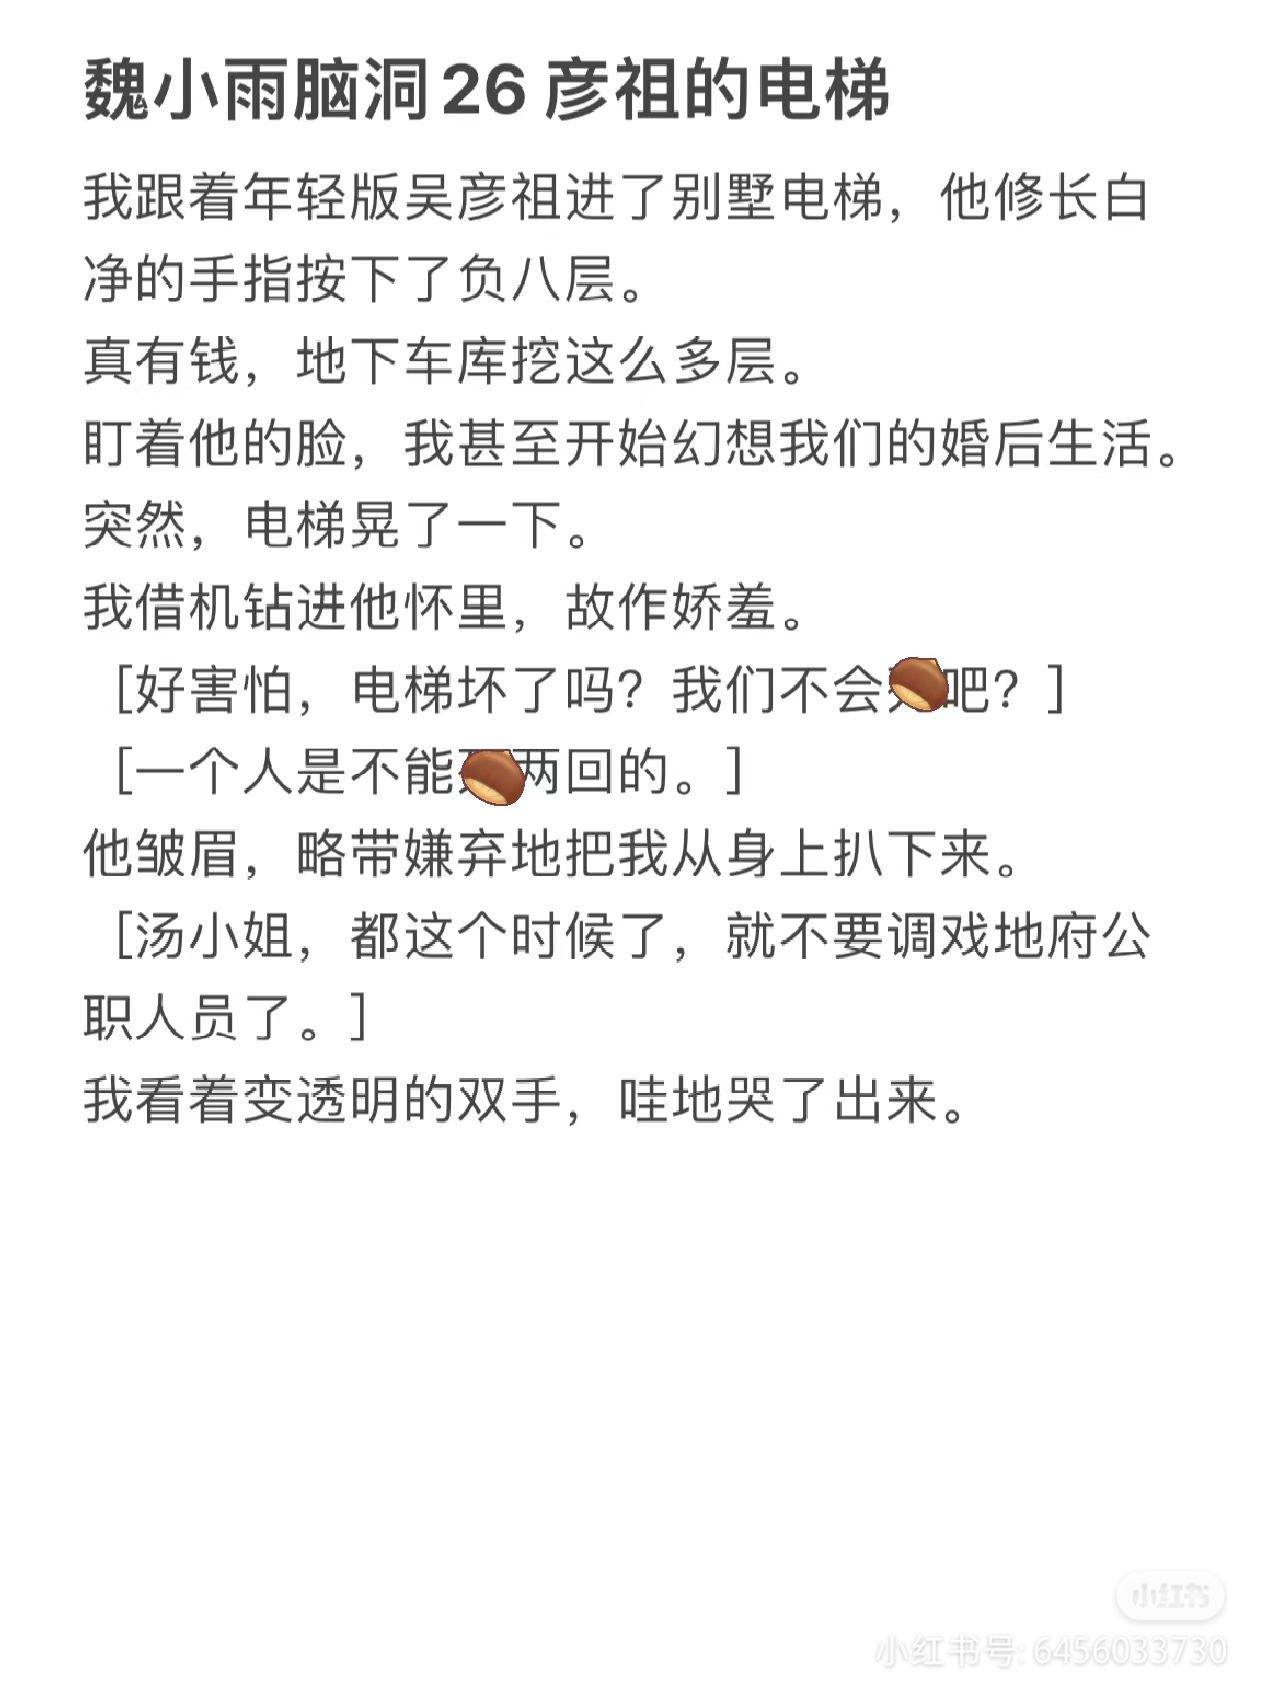 魏小雨脑洞26 彦祖的电梯
我跟着年轻版吴彦祖进了别墅电梯，他修长白
净的手指按下了负八层。
真有钱，地下车库挖这么多层。
盯着他的脸，我甚至开始幻想我们的婚后生活。
突然，电梯晃了一下。
我借机钻进他怀里，故作娇羞。
［好害怕，电梯坏了吗？我们不会吧？］
［一个人是不能两回的。］
他皱眉，略带嫌弃地把我从身上扒下来。
［汤小姐，都这个时候了，就不要调戏地府公
职人员了。］
我看着变透明的双手，哇地哭了出来。
小红书
小红书号: 6456033730